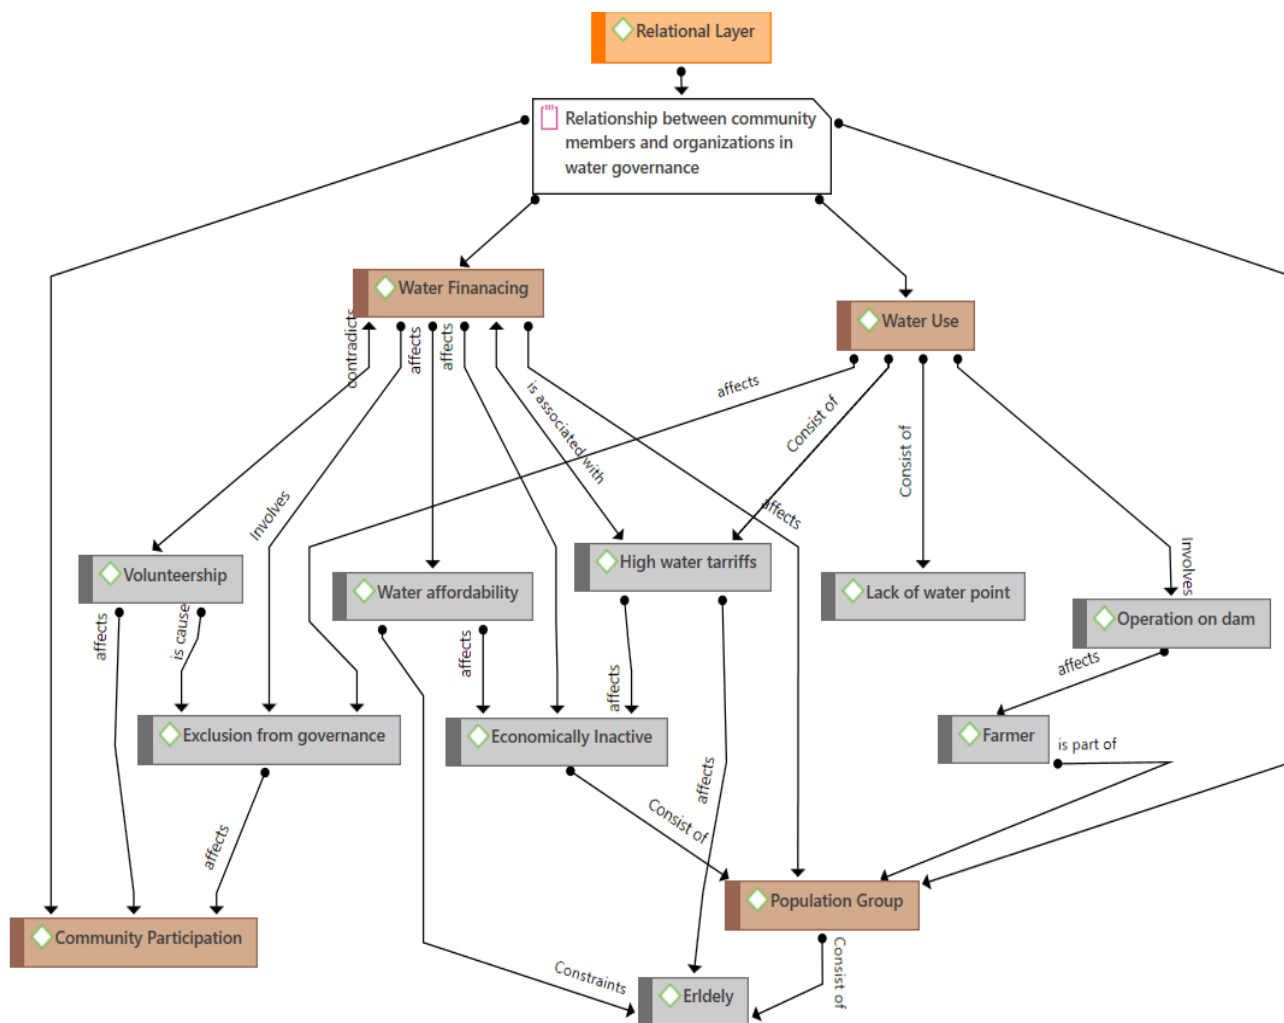 Relational Layer
Relationship between community
members and organizations in
water governance
Water Finanacing
Water Use
contradicts
affects
affects
affects
is associated with
Consist of
Consist of
Involves
affects
Involves
Volunteership
Water affordability
High water tarriffs
Lack of water point
Operation on dam
affects
is cause
affects
affects
affects
affects
Exclusion from governance
Economically Inactive
Farmer
is part of
affects
Consist of
Population Group
Community Participation
Constraints
Consist of
Erldely